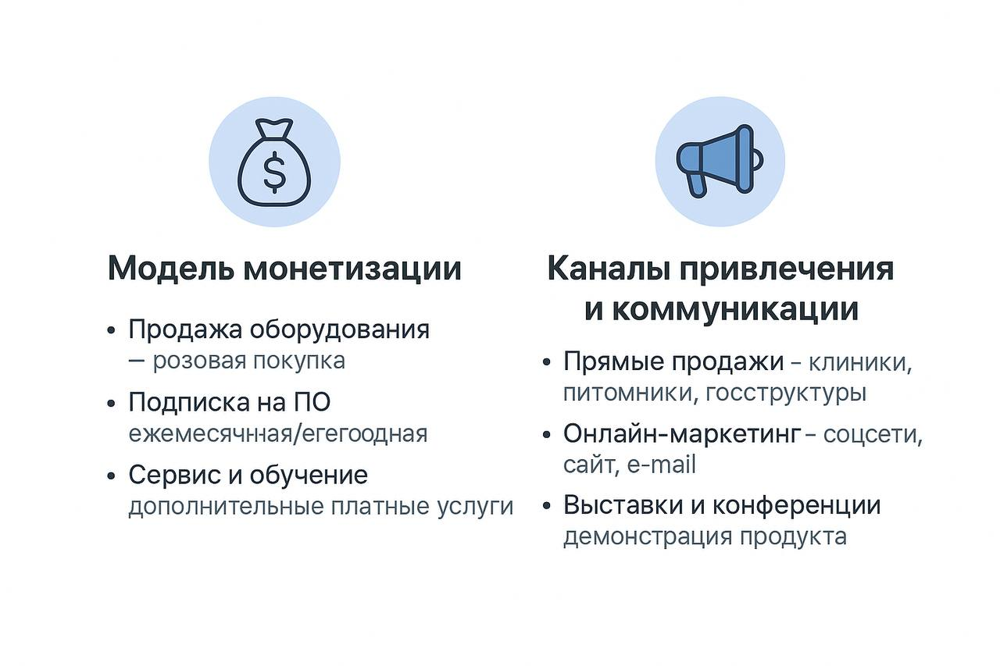 $
Модель монетизации
• Продажа оборудования
— розовая покупка
• Подписка на ПО
ежемесячнная/егегоодная
• Сервис и обучение
дополнительные платные услуги
Каналы привлечения
и коммуникации
• Прямые продажи – клиники,
питомники, госструктуры
• Онлайн-маркетинг – соцсети,
сайт, e-mail
• Выставки и конференции
демонстрация продукта